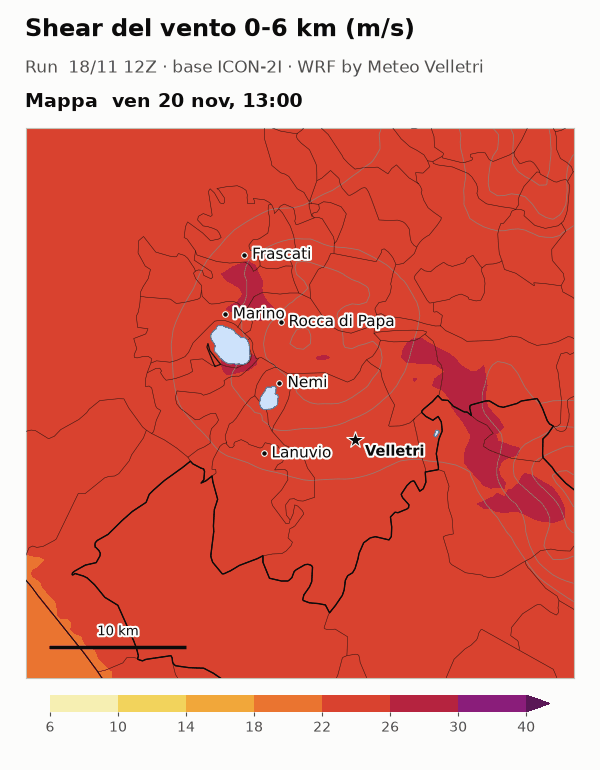 Shear del vento 0-6 km (m/s)
Run  18/11 12Z · base ICON-2I · WRF by Meteo Velletri
Mappa  ven 20 nov, 13:00
Frascati
Marino
Rocca di Papa
Nemi
Velletri
Lanuvio
10 km
6 10 14 18 22 26 30 40